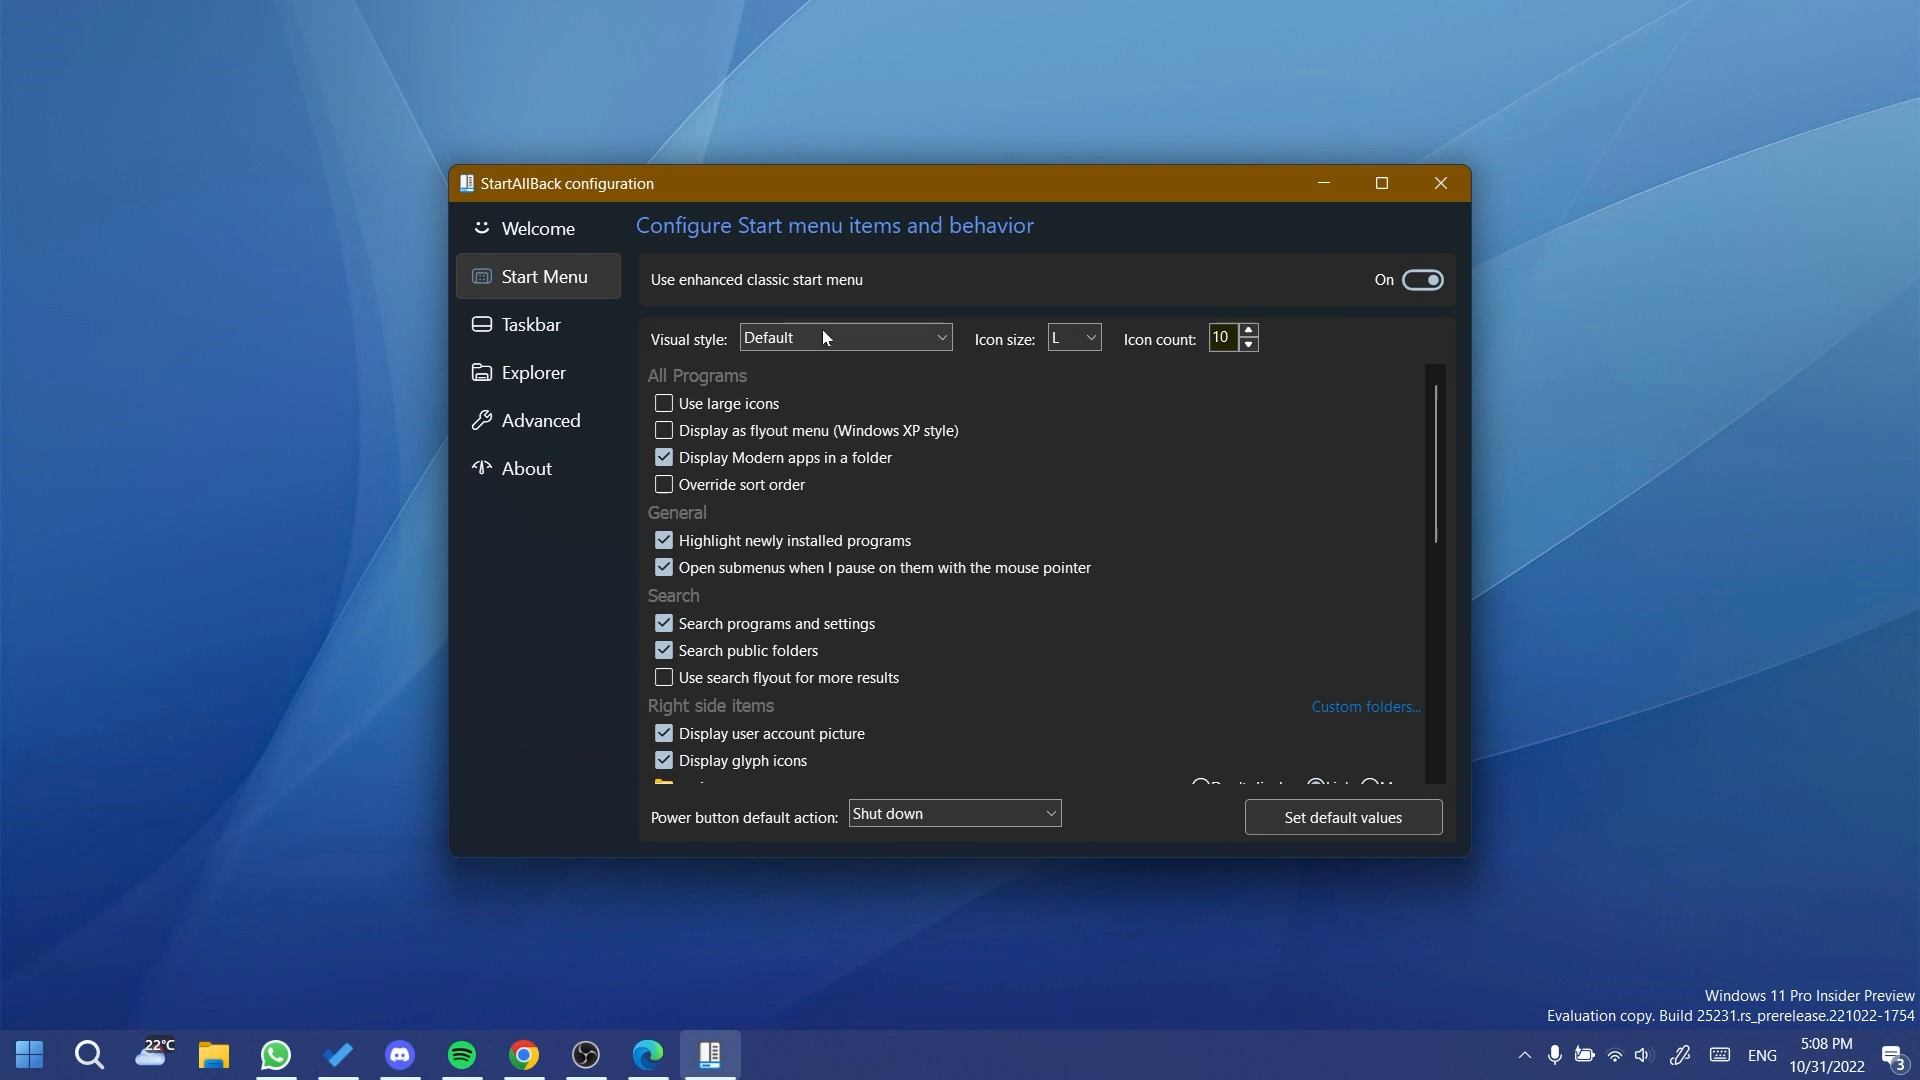 StartAllBack configuration
Welcome
Start Menu
Taskbar
Explorer
Advanced
About
Configure Start menu items and behavior
Use enhanced classic start menu
On
Visual style: Default
Icon size: L
Icon count: 10
All Programs
Use large icons
Display as flyout menu (Windows XP style)
Display Modern apps in a folder
Override sort order
General
Highlight newly installed programs
Open submenus when I pause on them with the mouse pointer
Search
Search programs and settings
Search public folders
Use search flyout for more results
Right side items
Custom folders...
Display user account picture
Display glyph icons
Power button default action: Shut down
Set default values
Windows 11 Pro Insider Preview
Evaluation copy. Build 25231.rs_prerelease.221022-1754
22°C
ENG
5:08 PM
10/31/2022
3